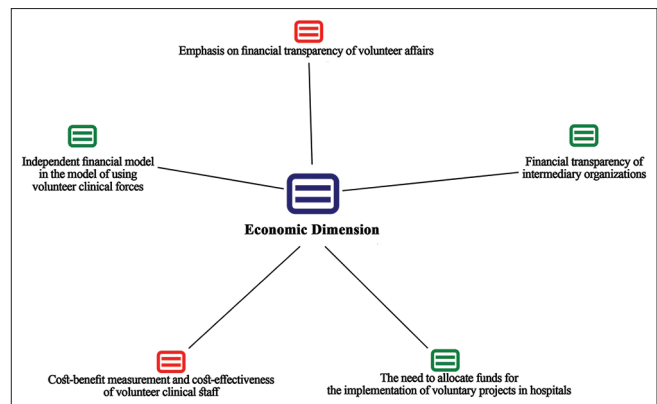 Emphasis on financial transparency of volunteer affairs
Independent financial model
in the model of using
volunteer clinical forces
Financial transparency of
intermediary organizations
Economic Dimension
Cost-benefit measurement and cost-effectiveness
of volunteer clinical staff
The need to allocate funds for
the implementation of voluntary projects in hospitals